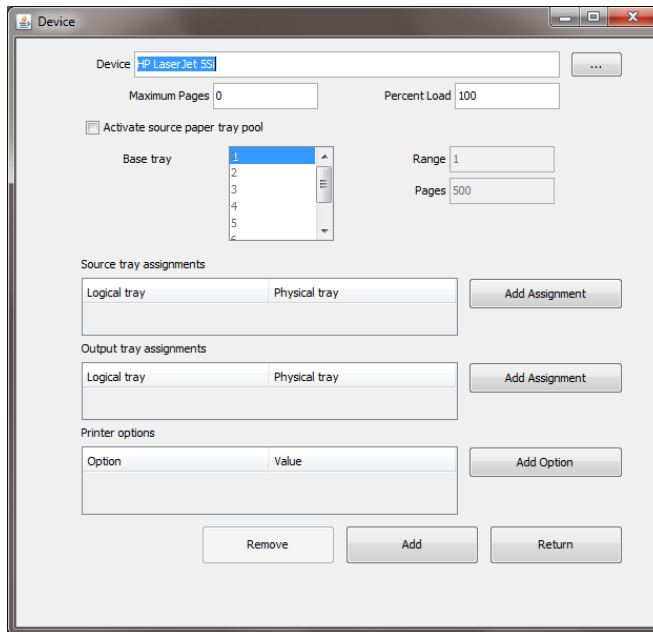 Device
Device HP LaserJet 5Si ...
Maximum Pages 0 Percent Load 100
Activate source paper tray pool
Base tray 1 Range 1
2
3 Pages 500
4
5
6
Source tray assignments
Logical tray Physical tray Add Assignment
Output tray assignments
Logical tray Physical tray Add Assignment
Printer options
Option Value Add Option
Remove Add Return